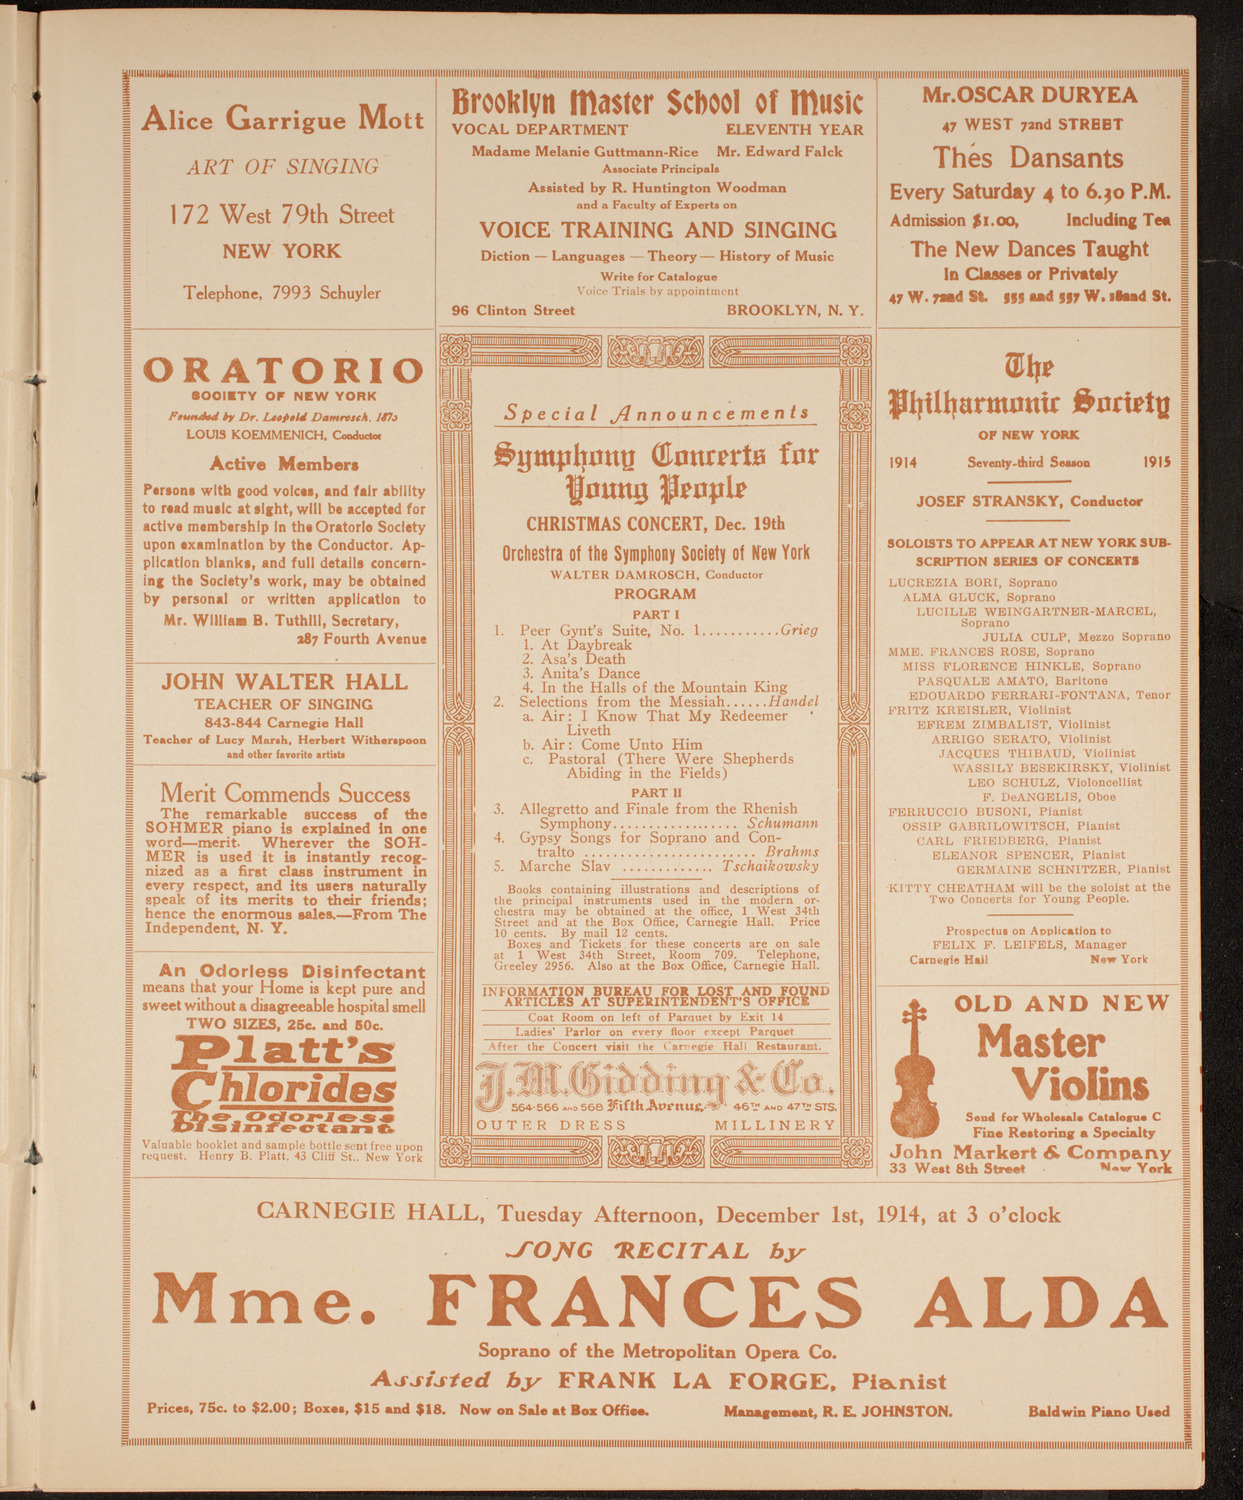 Alice Garrigue Mott
ART OF SINGING
172 West 79th Street
NEW YORK
Telephone, 7993 Schuyler
ORATORIO
SOCIETY OF NEW YORK
Founded by Dr. Leopold Damrosch, 1873
LOUIS KOEMMENICH, Conductor
Active Members
Persons with good voices, and fair ability
to read music at sight, will be accepted for
active membership in the Oratorio Society
upon examination by the Conductor. Ap-
plication blanks, and full details concern-
ing the Society's work, may be obtained
by personal or written application to
Mr. William B. Tuthill, Secretary,
287 Fourth Avenue
JOHN WALTER HALL
TEACHER OF SINGING
843-844 Carnegie Hall
Teacher of Lucy Marsh, Herbert Witherspoon
and other favorite artists
Merit Commends Success
The remarkable success of the
SOHMER piano is explained in one
word—merit. Wherever the SOH-
MER is used it is instantly recog-
nized as a first class instrument in
every respect, and its users naturally
speak of its merits to their friends;
hence the enormous sales.—From The
Independent, N. Y.
An Odorless Disinfectant
means that your Home is kept pure and
sweet without a disagreeable hospital smell
TWO SIZES, 25c. and 50c.
Platt's
Chlorides
The Odorless
Disinfectant
Valuable booklet and sample bottle sent free upon
request. Henry B. Platt, 43 Cliff St., New York
Brooklyn Master School of Music
VOCAL DEPARTMENT ELEVENTH YEAR
Madame Melanie Guttmann-Rice Mr. Edward Falck
Associate Principals
Assisted by R. Huntington Woodman
and a Faculty of Experts on
VOICE TRAINING AND SINGING
Diction — Languages — Theory — History of Music
Write for Catalogue
Voice Trials by appointment
96 Clinton Street BROOKLYN, N. Y.
Special Announcements
Symphony Concerts for
Young People
CHRISTMAS CONCERT, Dec. 19th
Orchestra of the Symphony Society of New York
WALTER DAMROSCH, Conductor
PROGRAM
PART I
1. Peer Gynt's Suite, No. 1...........Grieg
1. At Daybreak
2. Asa's Death
3. Anita's Dance
4. In the Halls of the Mountain King
2. Selections from the Messiah......Handel
a. Air: I Know That My Redeemer
Liveth
b. Air: Come Unto Him
c. Pastoral (There Were Shepherds
Abiding in the Fields)
PART II
3. Allegretto and Finale from the Rhenish
Symphony.................. Schumann
4. Gypsy Songs for Soprano and Con-
tralto ........................ Brahms
5. Marche Slav ............. Tschaikowsky
Books containing illustrations and descriptions of
the principal instruments used in the modern or-
chestra may be obtained at the office, 1 West 34th
Street and at the Box Office, Carnegie Hall. Price
10 cents. By mail 12 cents.
Boxes and Tickets for these concerts are on sale
at 1 West 34th Street, Room 709. Telephone,
Greeley 2956. Also at the Box Office, Carnegie Hall.
INFORMATION BUREAU FOR LOST AND FOUND
ARTICLES AT SUPERINTENDENT'S OFFICE
Coat Room on left of Parquet by Exit 14
Ladies' Parlor on every floor except Parquet
After the Concert visit the Carnegie Hall Restaurant.
J.M. Gidding & Co.
564-566 AND 568 Fifth Avenue, 46TH AND 47TH STS.
OUTER DRESS MILLINERY
Mr. OSCAR DURYEA
47 WEST 72nd STREET
Thés Dansants
Every Saturday 4 to 6.30 P.M.
Admission $1.00, Including Tea
The New Dances Taught
In Classes or Privately
47 W. 72nd St. 555 and 557 W. 182nd St.
The
Philharmonic Society
OF NEW YORK
1914 Seventy-third Season 1915
JOSEF STRANSKY, Conductor
SOLOISTS TO APPEAR AT NEW YORK SUB-
SCRIPTION SERIES OF CONCERTS
LUCREZIA BORI, Soprano
ALMA GLUCK, Soprano
LUCILLE WEINGARTNER-MARCEL,
Soprano
JULIA CULP, Mezzo Soprano
MME. FRANCES ROSE, Soprano
MISS FLORENCE HINKLE, Soprano
PASQUALE AMATO, Baritone
EDOUARDO FERRARI-FONTANA, Tenor
FRITZ KREISLER, Violinist
EFREM ZIMBALIST, Violinist
ARRIGO SERATO, Violinist
JACQUES THIBAUD, Violinist
WASSILY BESEKIRSKY, Violinist
LEO SCHULZ, Violoncellist
F. DeANGELIS, Oboe
FERRUCCIO BUSONI, Pianist
OSSIP GABRILOWITSCH, Pianist
CARL FRIEDBERG, Pianist
ELEANOR SPENCER, Pianist
GERMAINE SCHNITZER, Pianist
KITTY CHEATHAM will be the soloist at the
Two Concerts for Young People.
Prospectus on Application to
FELIX F. LEIFELS, Manager
Carnegie Hall New York
OLD AND NEW
Master
Violins
Send for Wholesale Catalogue C
Fine Restoring a Specialty
John Markert & Company
33 West 8th Street New York
CARNEGIE HALL, Tuesday Afternoon, December 1st, 1914, at 3 o'clock
SONG RECITAL by
Mme. FRANCES ALDA
Soprano of the Metropolitan Opera Co.
Assisted by FRANK LA FORGE, Pianist
Prices, 75c. to $2.00; Boxes, $15 and $18. Now on Sale at Box Office. Management, R. E. JOHNSTON. Baldwin Piano Used